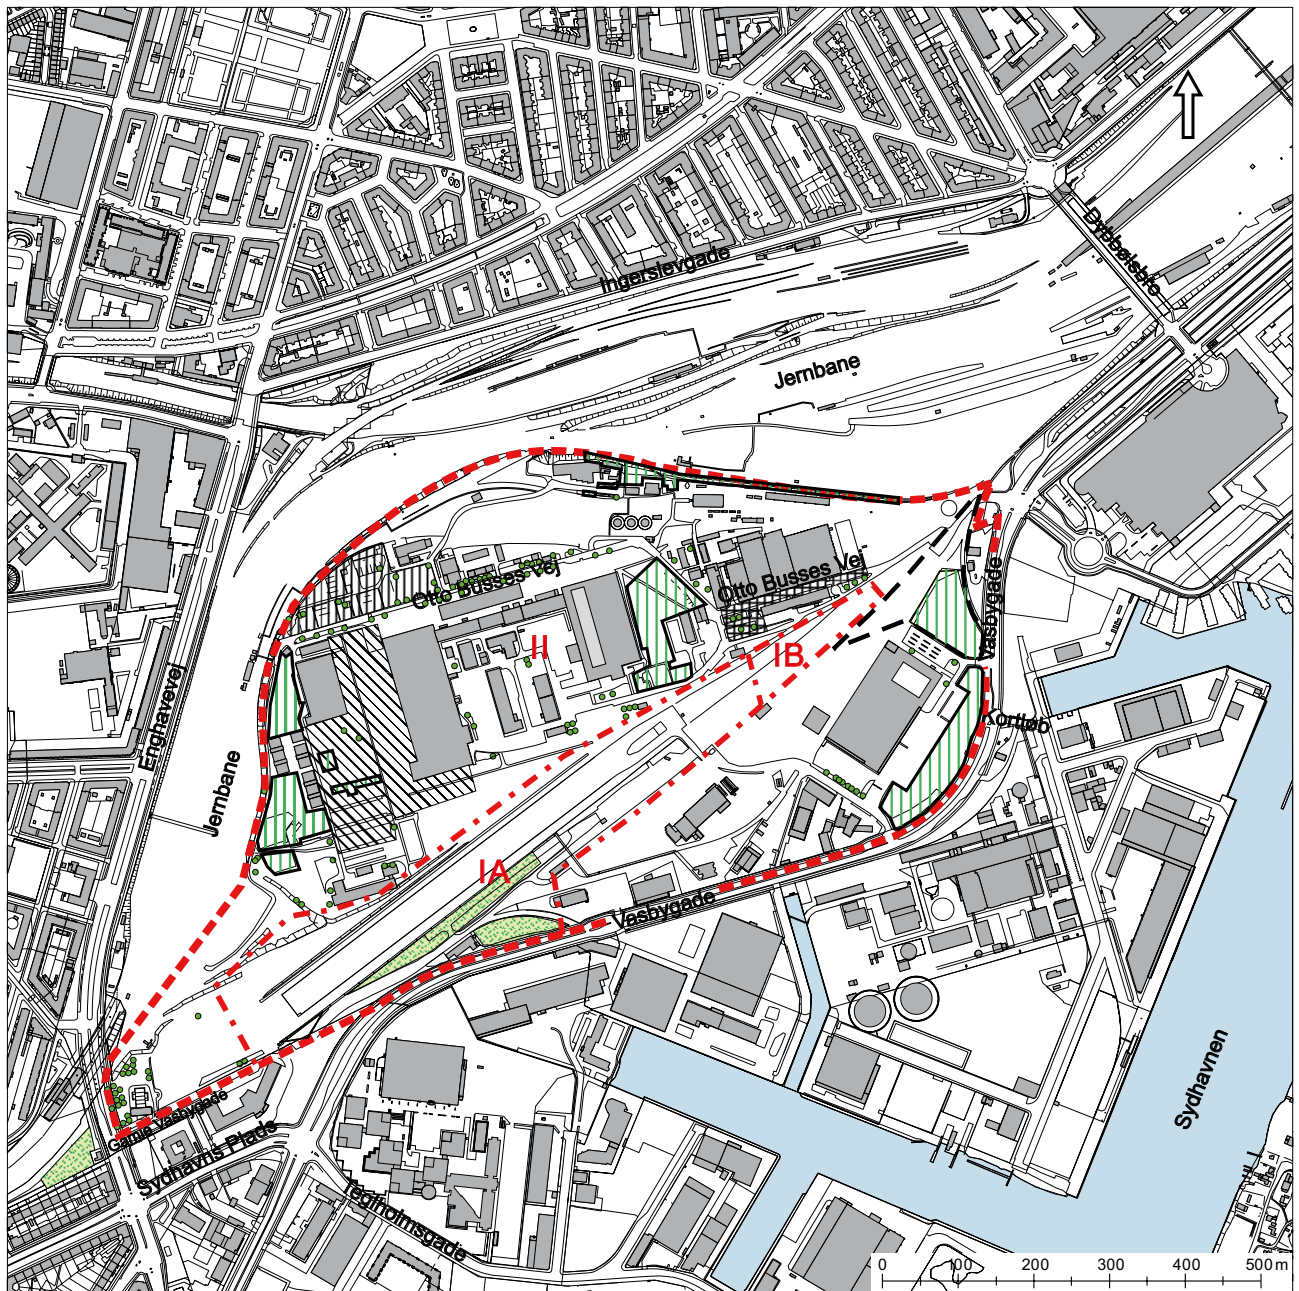 Dybbølsbro
Ingerslevgade
Jernbane
Otto Busses Vej
Otto Busses Vej
II
IB
Vasbygade
Enghavevej
Kortløb
Jernbane
IA
Vasbygade
Sydhavnen
Gamle Vasbygade
Sydhavns Plads
Teglholmsgade
0 100 200 300 400 500 m